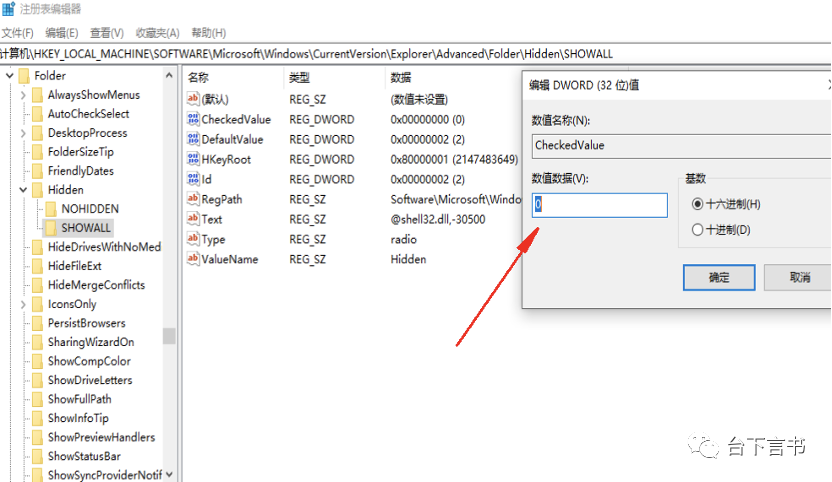 注册表编辑器
文件(F) 编辑(E) 查看(V) 收藏夹(A) 帮助(H)
计算机\HKEY_LOCAL_MACHINE\SOFTWARE\Microsoft\Windows\CurrentVersion\Explorer\Advanced\Folder\Hidden\SHOWALL
Folder
AlwaysShowMenus
AutoCheckSelect
DesktopProcess
FolderSizeTip
FriendlyDates
Hidden
NOHIDDEN
SHOWALL
HideDrivesWithNoMed
HideFileExt
HideMergeConflicts
IconsOnly
PersistBrowsers
SharingWizardOn
ShowCompColor
ShowDriveLetters
ShowFullPath
ShowInfoTip
ShowPreviewHandlers
ShowStatusBar
ShowSyncProviderNotif
名称 类型 数据
ab (默认) REG_SZ (数值未设置)
CheckedValue REG_DWORD 0x00000000 (0)
DefaultValue REG_DWORD 0x00000002 (2)
HKeyRoot REG_DWORD 0x80000001 (2147483649)
Id REG_DWORD 0x00000002 (2)
ab RegPath REG_SZ Software\Microsoft\Windo
ab Text REG_SZ @shell32.dll,-30500
ab Type REG_SZ radio
ab ValueName REG_SZ Hidden
编辑 DWORD (32 位)值
数值名称(N):
CheckedValue
数值数据(V):
0
基数
十六进制(H)
十进制(D)
确定 取消
台下言书